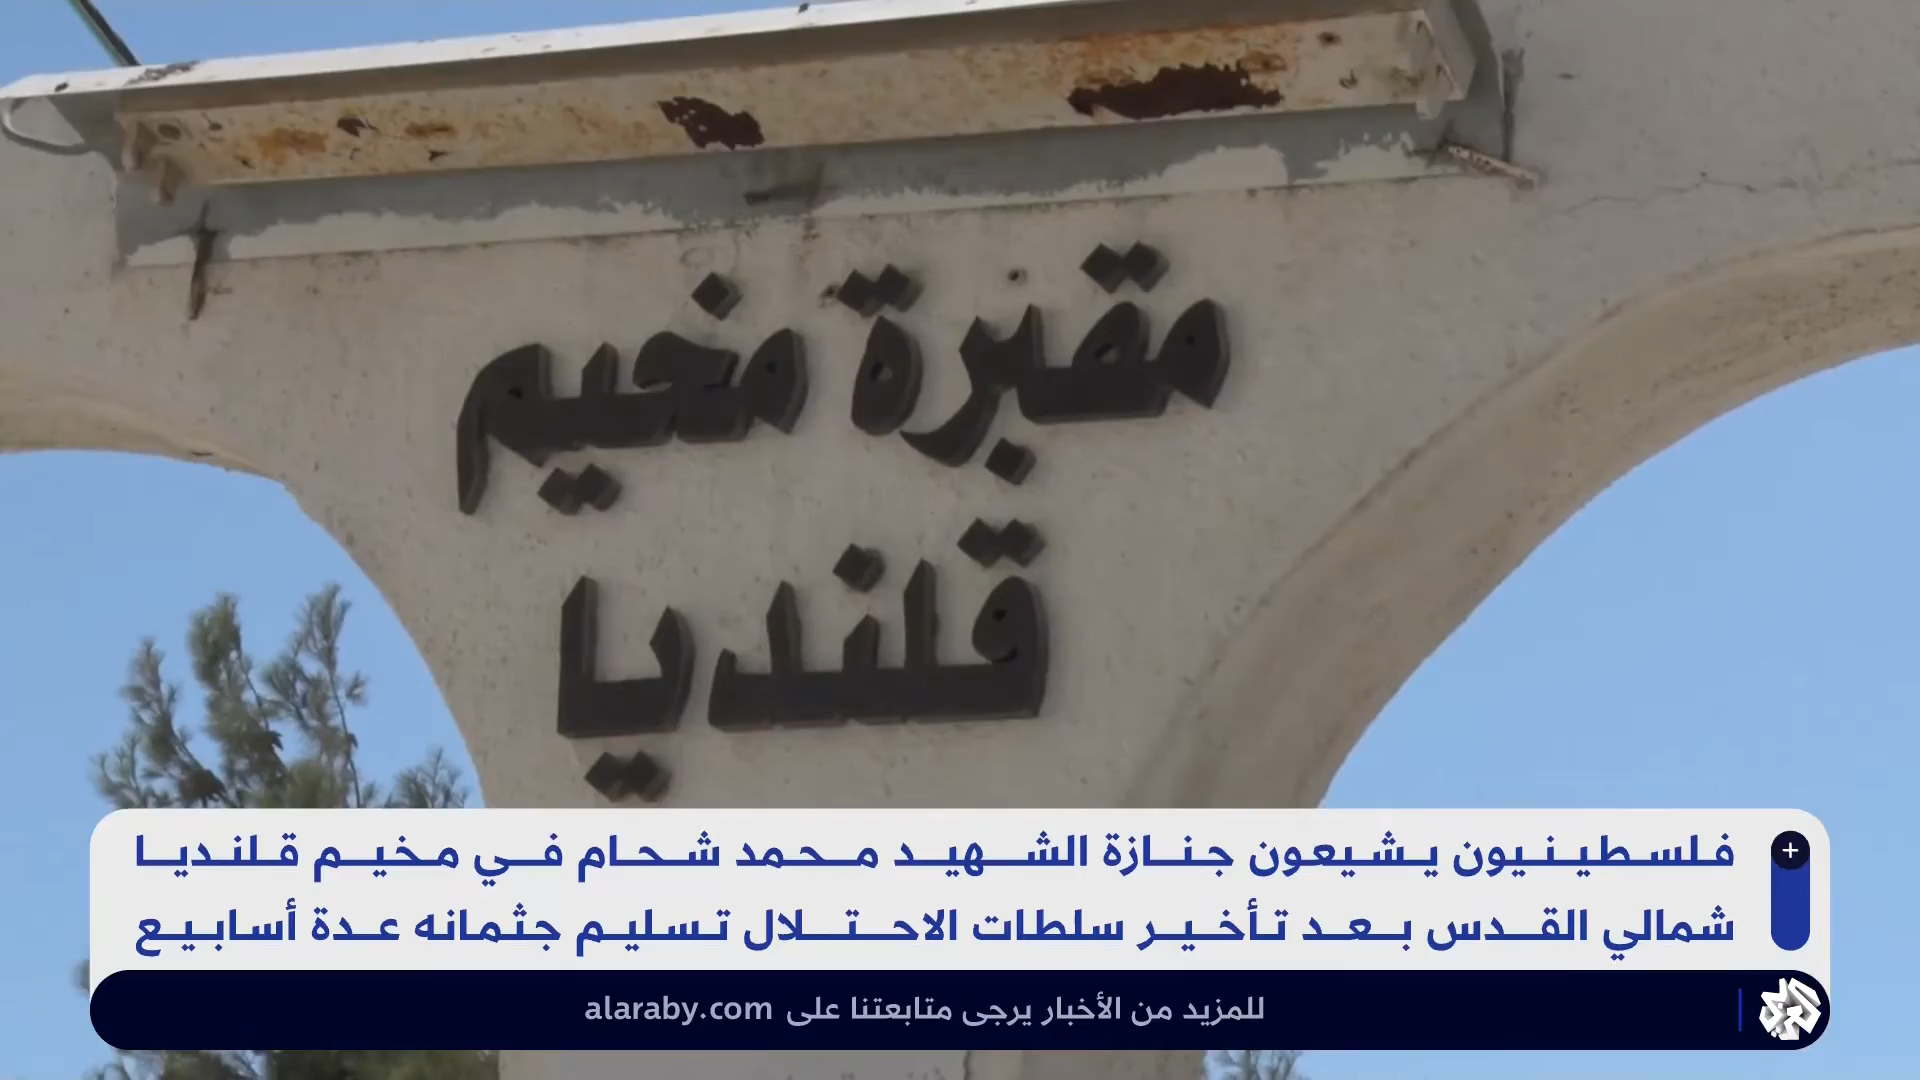 مقبرة مخيم
قلنديا
فلسطينيون يشيعون جنازة الشهيد محمد شحام في مخيم قلنديا
شمالي القدس بعد تأخير سلطات الاحتلال تسليم جثمانه عدة أسابيع
للمزيد من الأخبار يرجى متابعتنا على alaraby.com